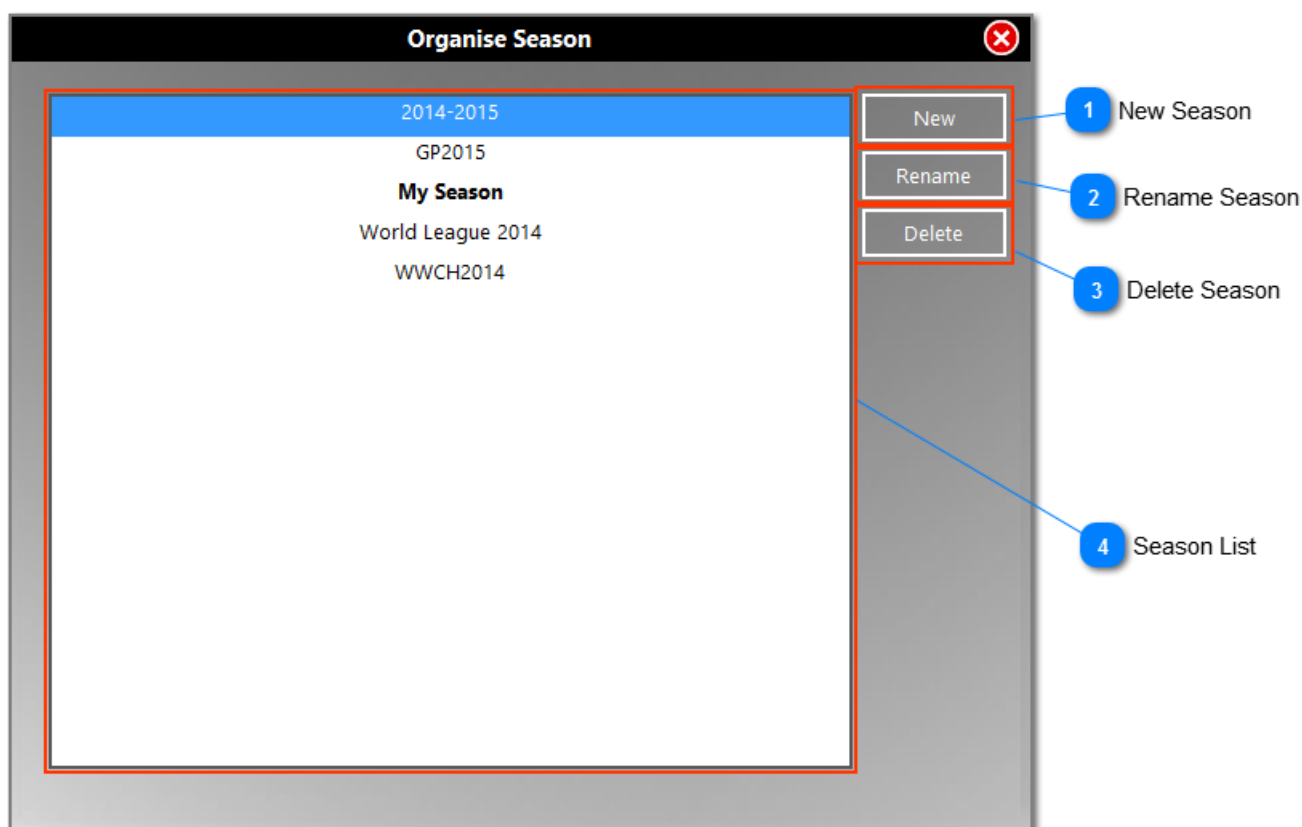 Organise Season
2014-2015
GP2015
My Season
World League 2014
WWCH2014
New
Rename
Delete
1 New Season
2 Rename Season
3 Delete Season
4 Season List